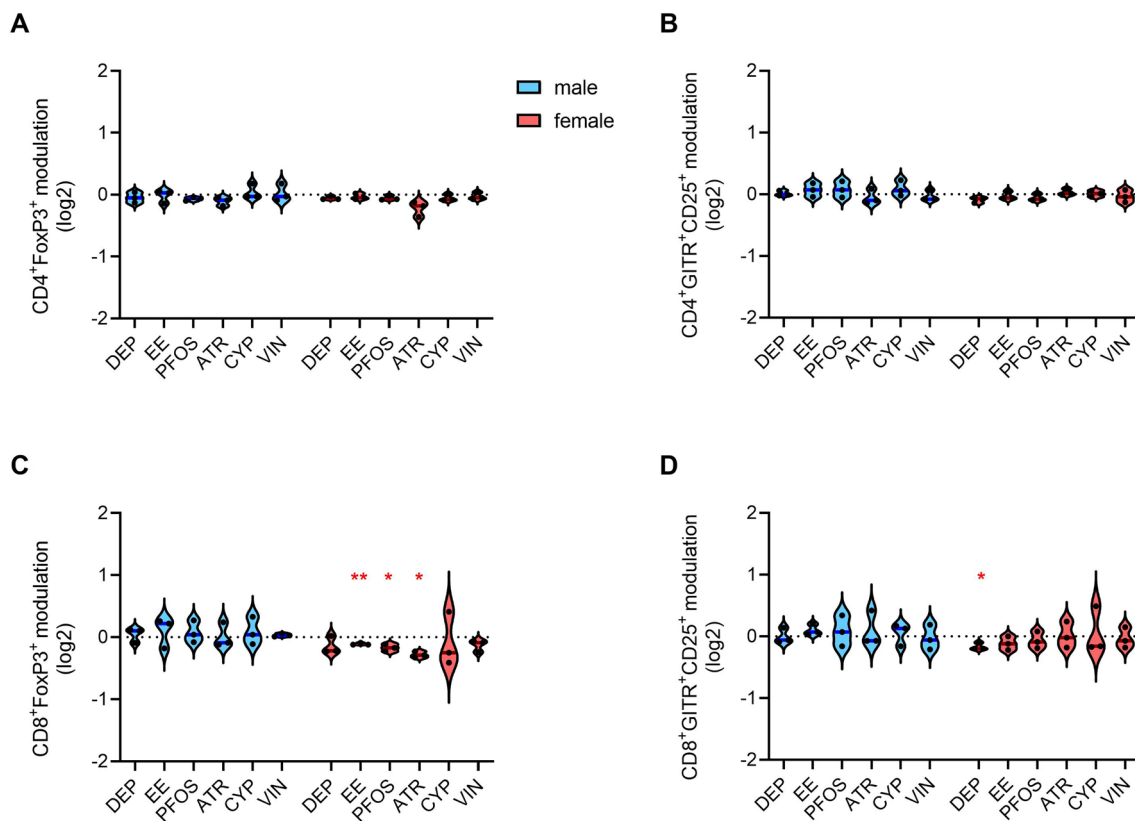 A
CD4⁺FoxP3⁺ modulation
(log2)
2
1
0
-1
-2
DEP EE PFOS ATR CYP VIN DEP EE PFOS ATR CYP VIN
male
female
B
CD4⁺GITR⁺CD25⁺ modulation
(log2)
2
1
0
-1
-2
DEP EE PFOS ATR CYP VIN DEP EE PFOS ATR CYP VIN
C
CD8⁺FoxP3⁺ modulation
(log2)
2
1
0
-1
-2
** * *
DEP EE PFOS ATR CYP VIN DEP EE PFOS ATR CYP VIN
D
CD8⁺GITR⁺CD25⁺ modulation
(log2)
2
1
0
-1
-2
*
DEP EE PFOS ATR CYP VIN DEP EE PFOS ATR CYP VIN